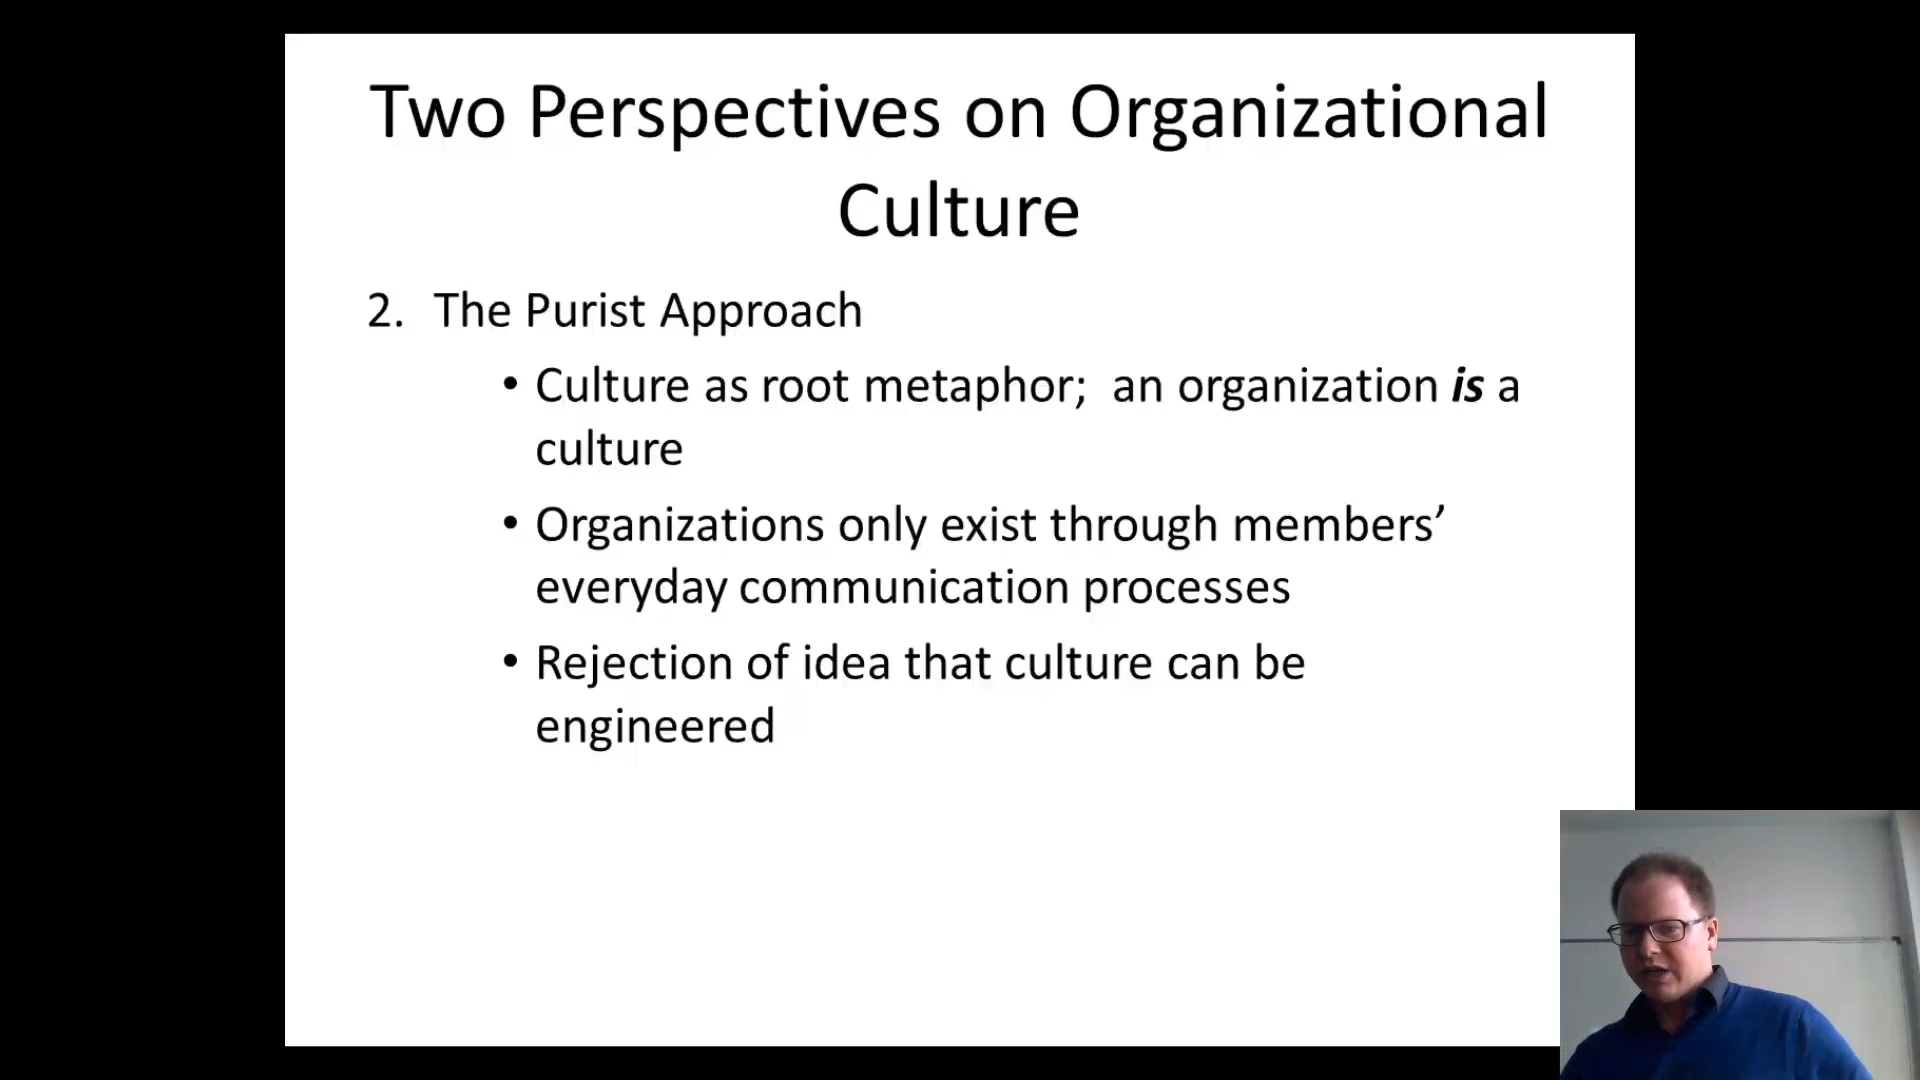 Two Perspectives on Organizational
Culture
2. The Purist Approach
• Culture as root metaphor; an organization is a
culture
• Organizations only exist through members’
everyday communication processes
• Rejection of idea that culture can be
engineered